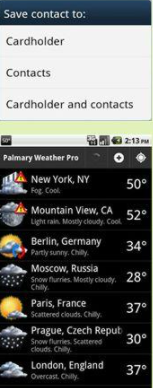 Save contact to:
Cardholder
Contacts
Cardholder and contacts
50° 2:13 PM
Palmary Weather Pro
New York, NY 50°
Fog. Cool.
Mountain View, CA 52°
Light rain. Mostly cloudy. Cool.
Berlin, Germany 34°
Partly sunny. Chilly.
Moscow, Russia 28°
Snow flurries. Mostly cloudy. Chilly.
Paris, France 37°
Scattered clouds. Chilly.
Prague, Czech Repub 30°
Snow flurries. Scattered
clouds. Chilly.
London, England 37°
Overcast. Chilly.